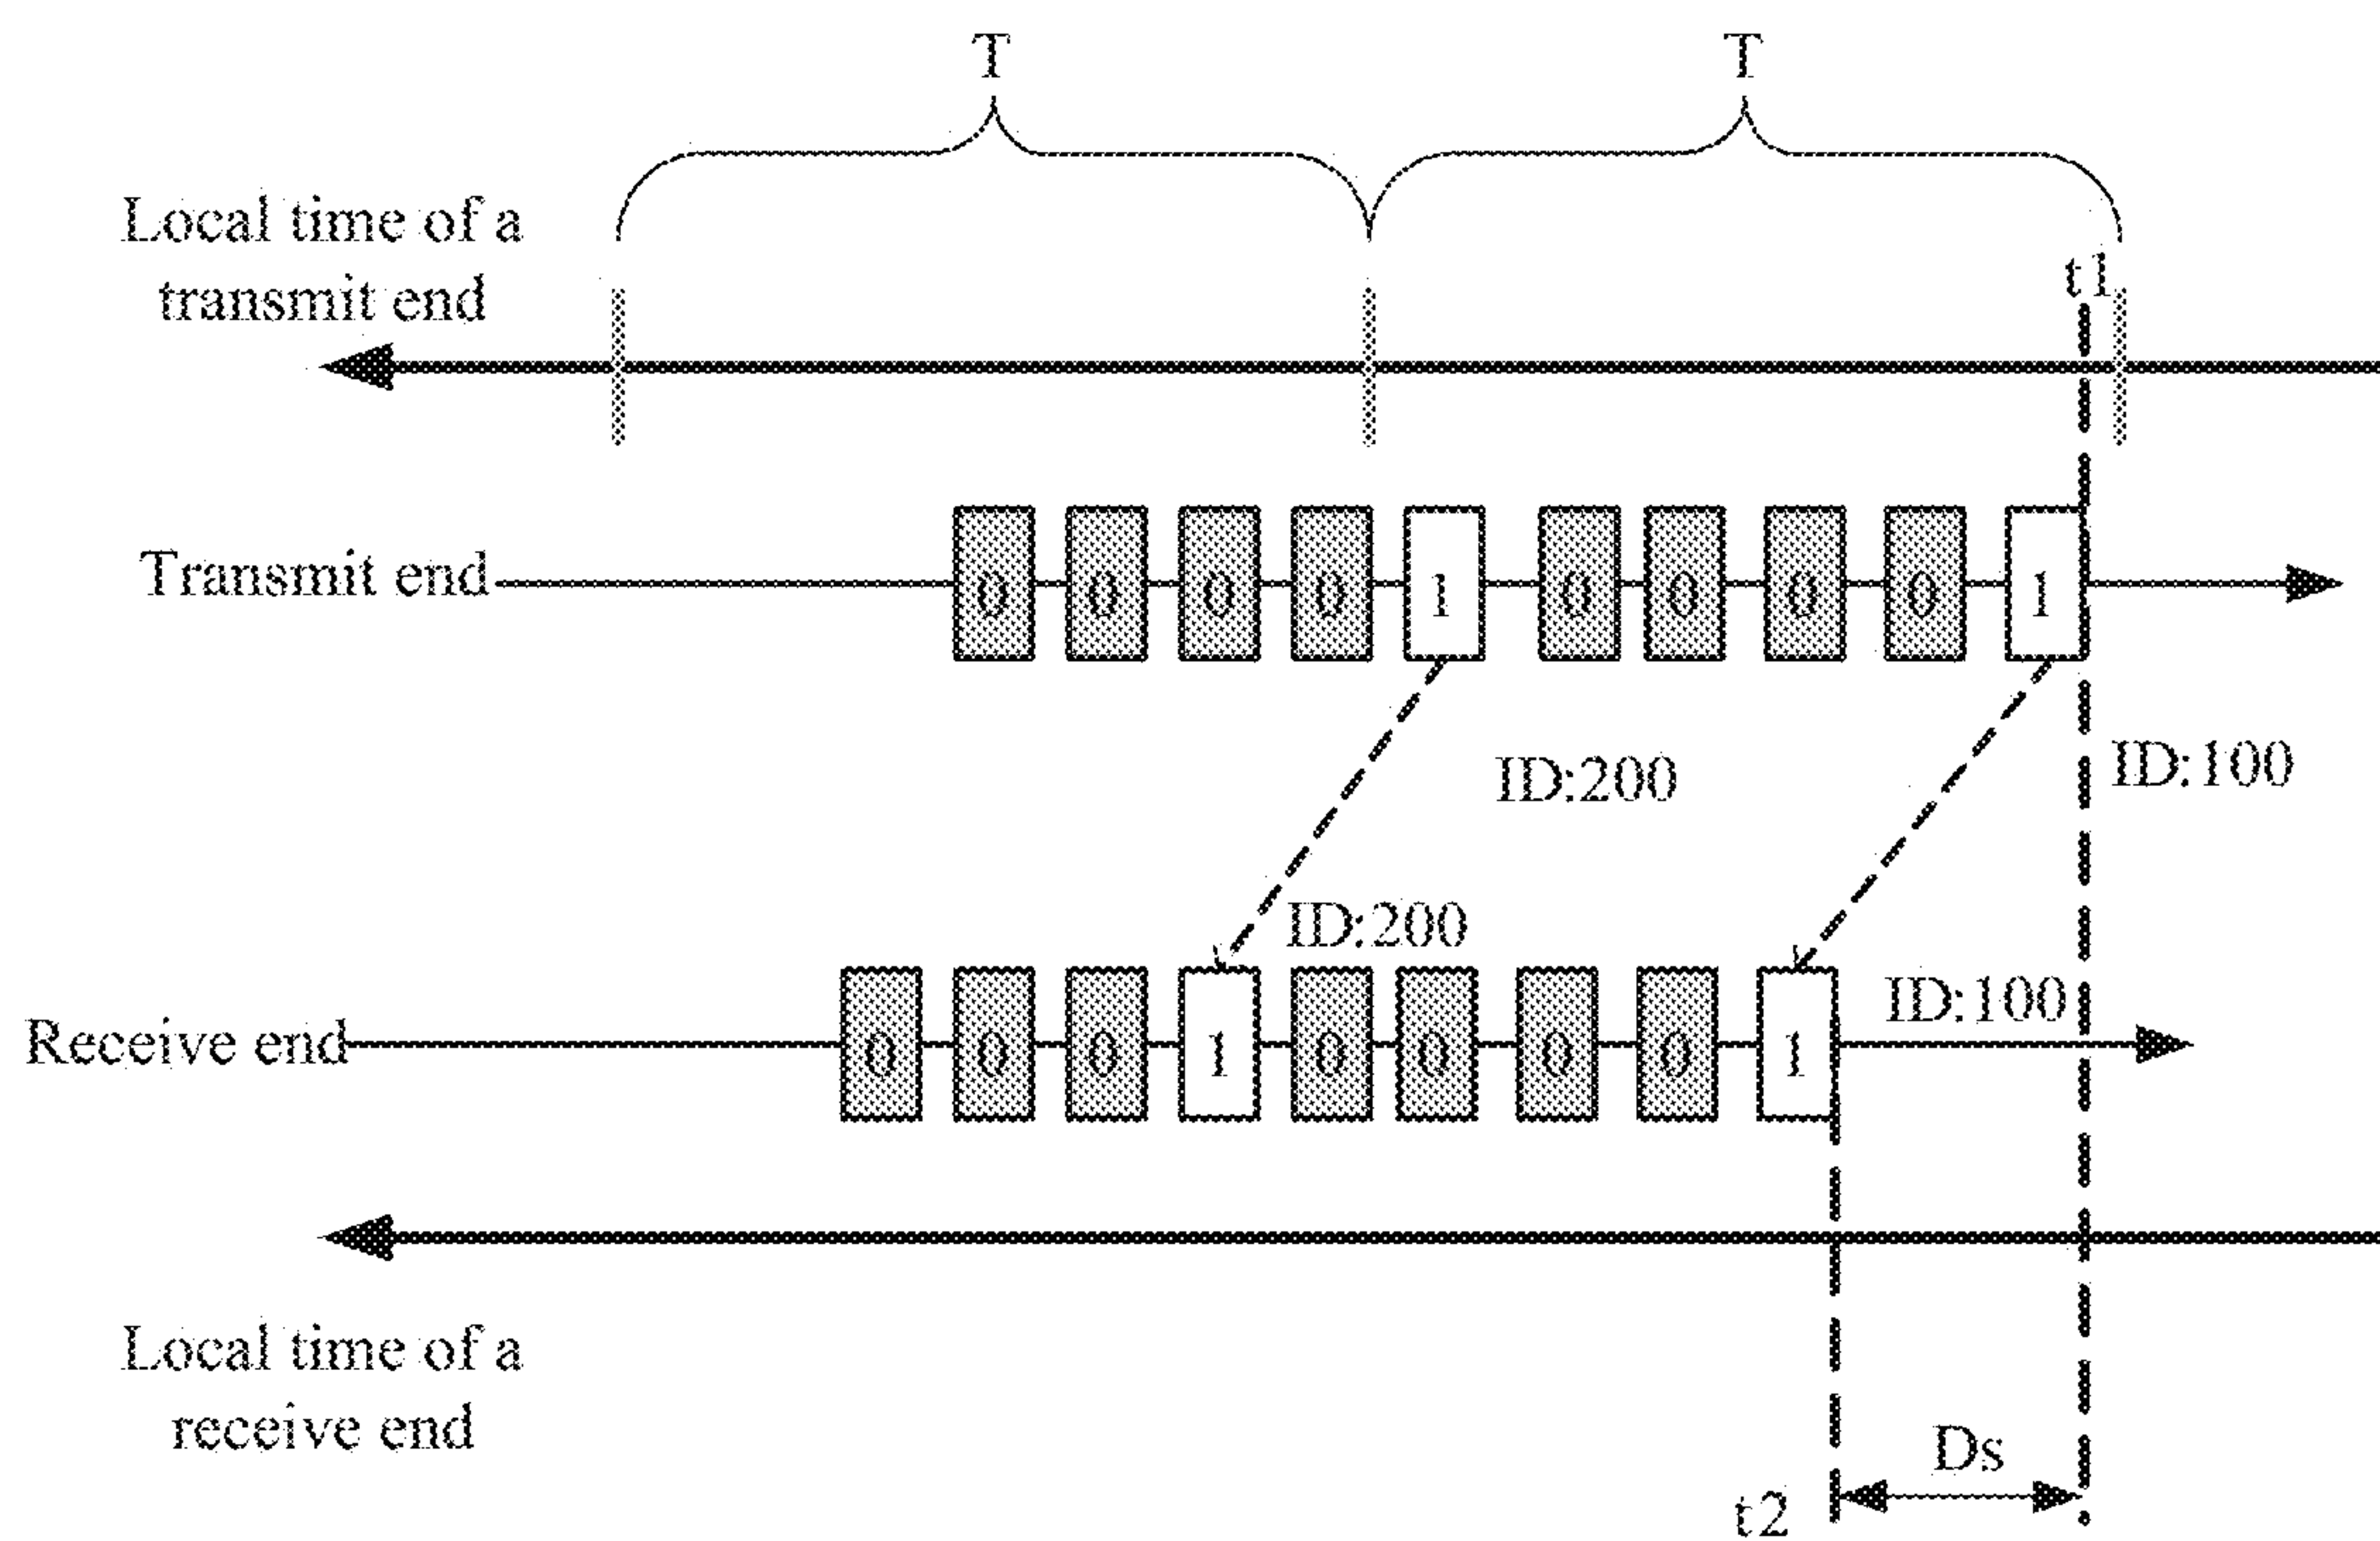 T T
Local time of a
transmit end
t1
Transmit end 0 0 0 0 1 0 0 0 0 1
ID:200 ID:100
ID:200
ID:100
Receive end 0 0 0 1 0 0 0 0 1
Local time of a
receive end
Ds
t2